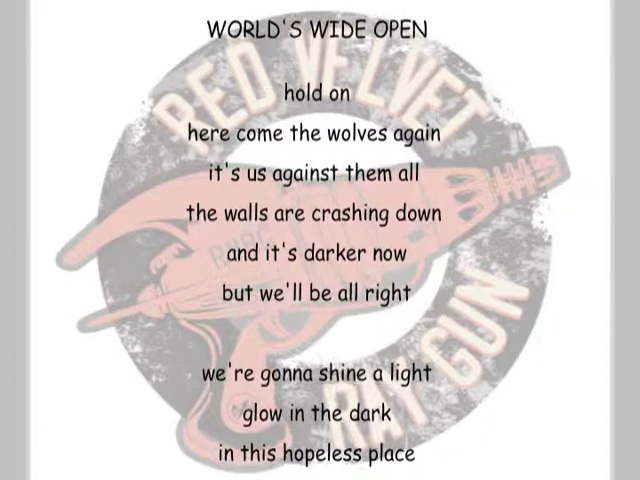 WORLD'S WIDE OPEN
RED VELVET
hold on
here come the wolves again
it's us against them all
the walls are crashing down
RVRG
and it's darker now
but we'll be all right
we're gonna shine a light
glow in the dark
in this hopeless place
RAY GUN